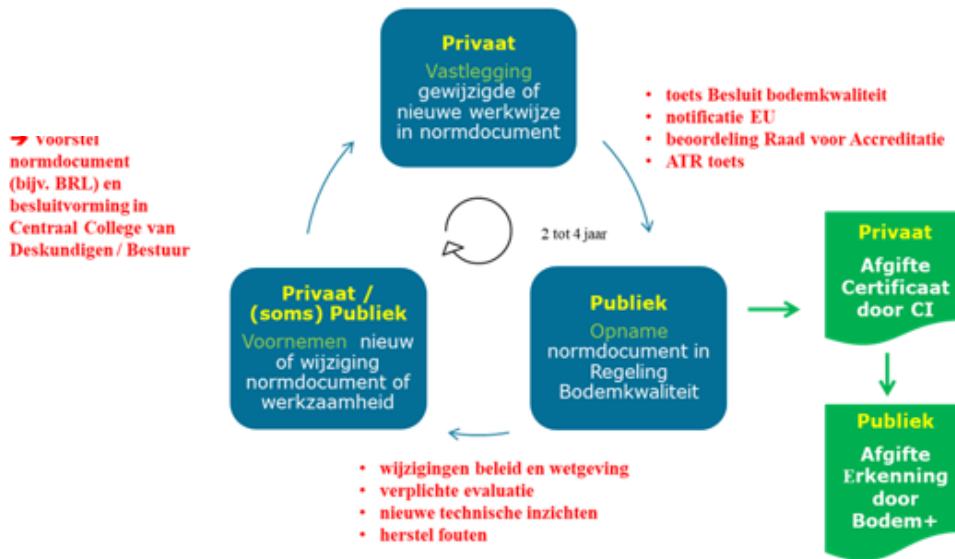 Privaat
Vastlegging
gewijzigde of
nieuwe werkwijze
in normdocument
• toets Besluit bodemkwaliteit
• notificatie EU
• beoordeling Raad voor Accreditatie
• ATR toets
➔ Voorstel
normdocument
(bijv. BRL) en
besluitvorming in
Centraal College van
Deskundigen / Bestuur
2 tot 4 jaar
Privaat /
(soms) Publiek
Voornemen nieuw
of wijziging
normdocument of
werkzaamheid
Publiek
Opname
normdocument in
Regeling
Bodemkwaliteit
Privaat
Afgifte
Certificaat
door CI
Publiek
Afgifte
Erkenning
door
Bodem+
• wijzigingen beleid en wetgeving
• verplichte evaluatie
• nieuwe technische inzichten
• herstel fouten